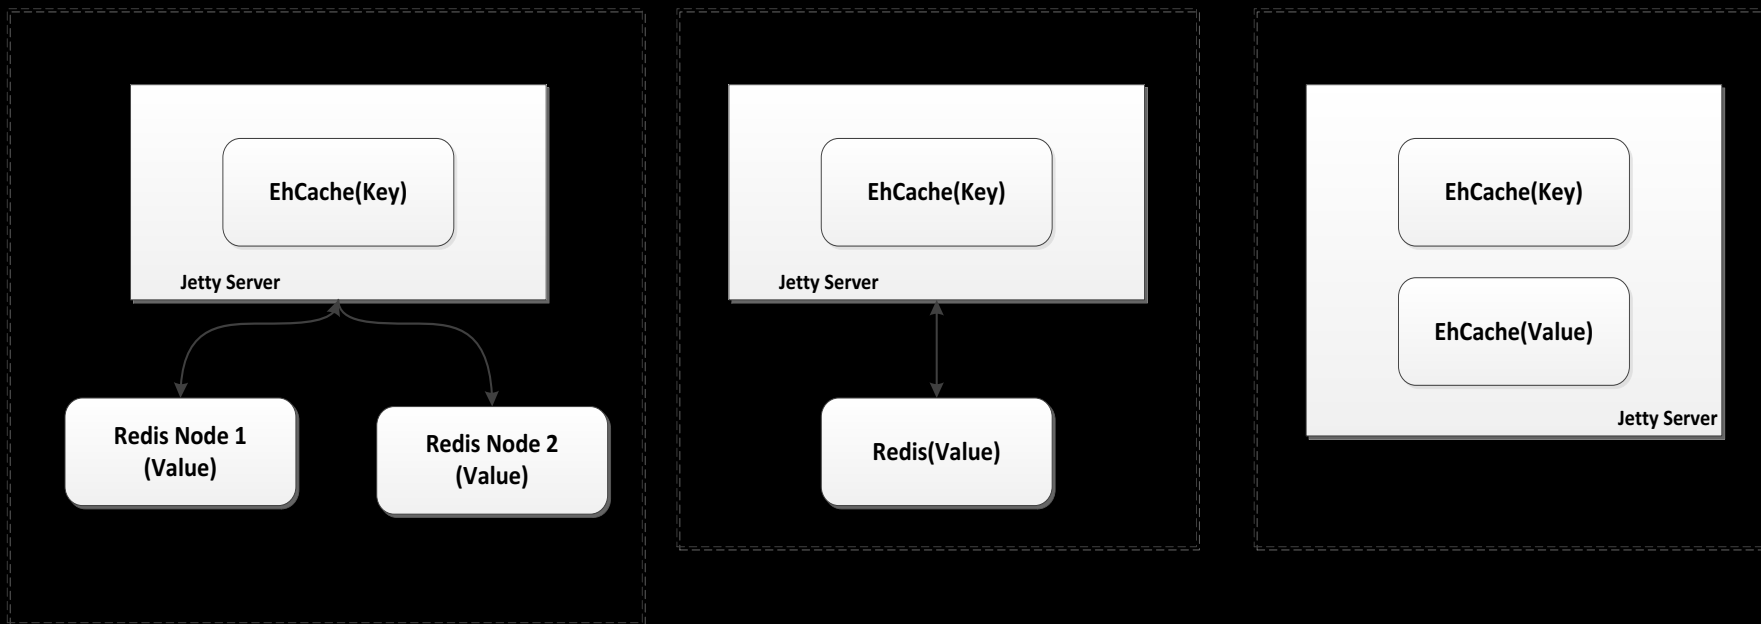 EhCache(Key)
Jetty Server
Redis Node 1
(Value)
Redis Node 2
(Value)
EhCache(Key)
Jetty Server
Redis(Value)
EhCache(Key)
EhCache(Value)
Jetty Server